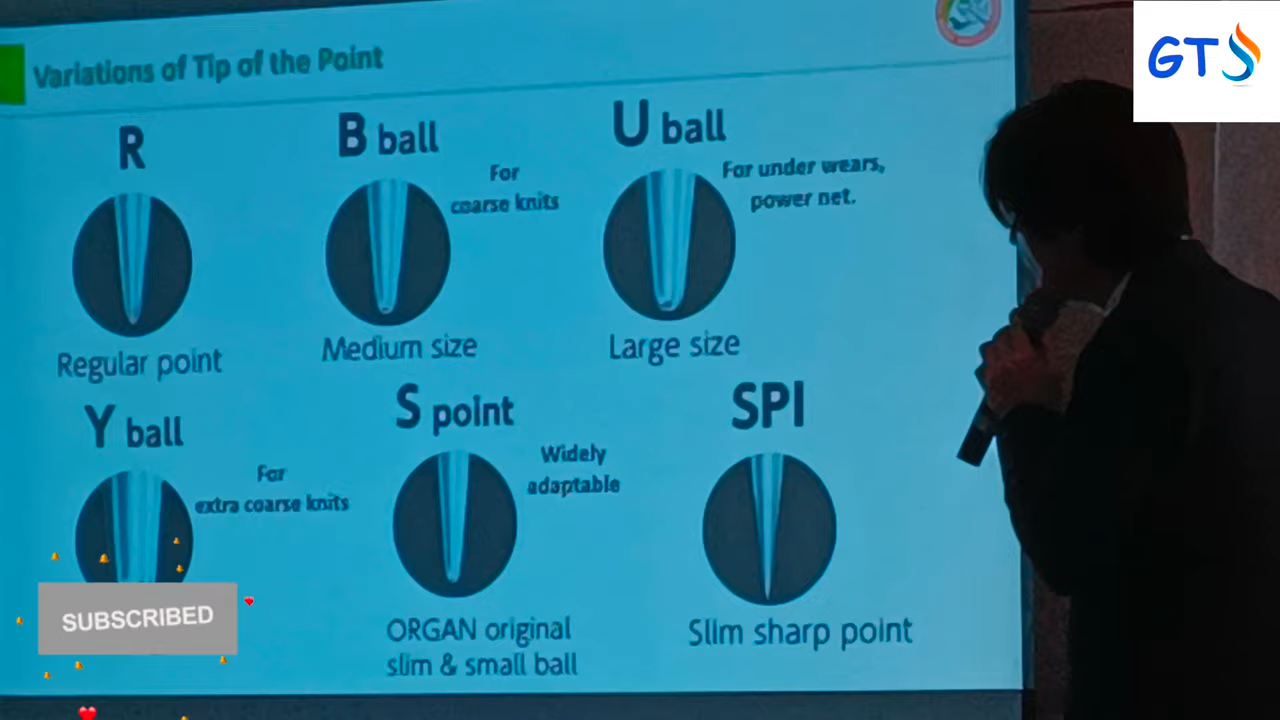 Variations of Tip of the Point
GTS
R
B ball
U ball
For
coarse knits
For under wears,
power net.
Regular point
Medium size
Large size
Y ball
S point
SPI
For
extra coarse knits
Widely
adaptable
SUBSCRIBED
ORGAN original
slim & small ball
Slim sharp point